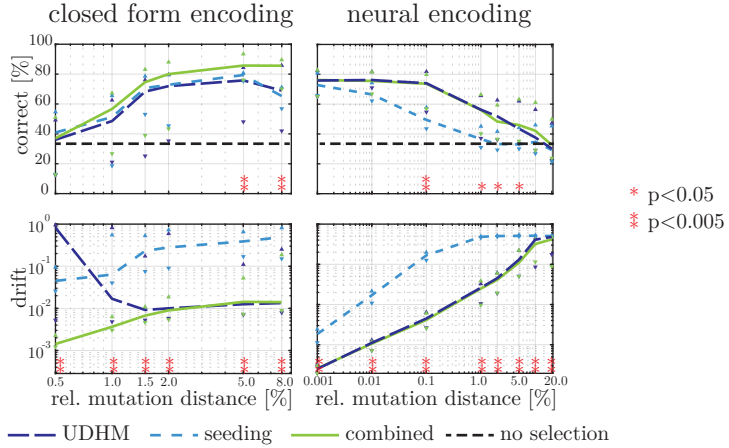 closed form encoding
neural encoding
correct [%]
100
80
60
40
20
0
* p<0.05
** p<0.005
drift
10^0
10^-1
10^-2
10^-3
0.5 1.0 1.5 2.0 5.0 8.0
0.001 0.01 0.1 1.0 5.0 20.0
rel. mutation distance [%]
rel. mutation distance [%]
UDHM seeding combined no selection